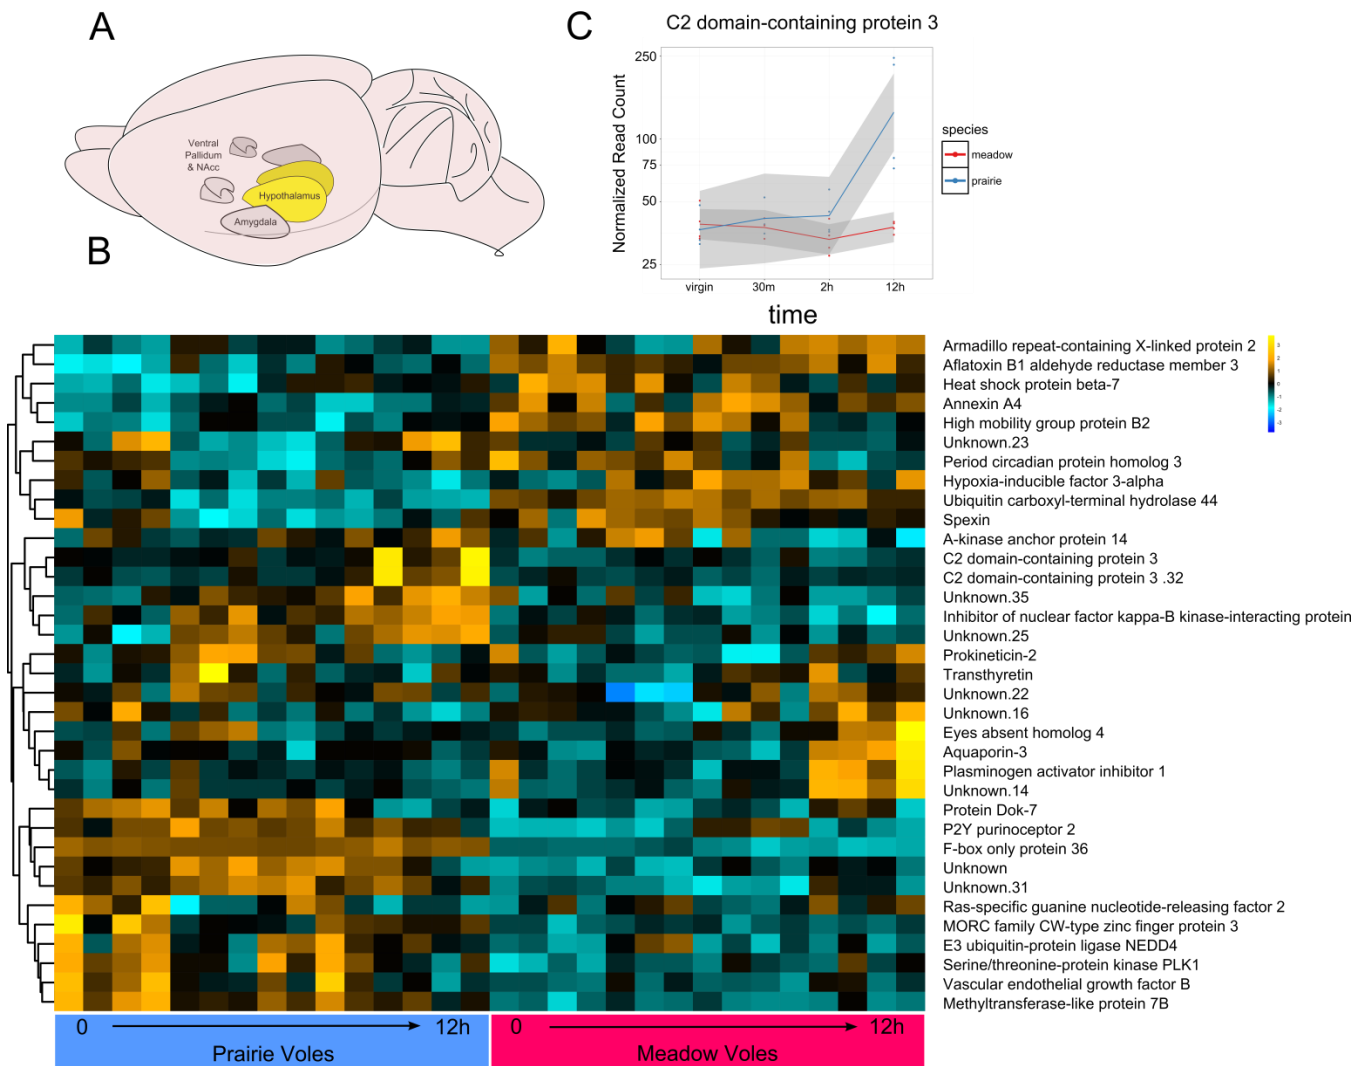 A
C
C2 domain-containing protein 3
Ventral
Pallidum
& NAcc
Hypothalamus
Amygdala
B
Normalized Read Count
250
100
75
50
25
virgin
30m
2h
12h
time
species
meadow
prairie
Armadillo repeat-containing X-linked protein 2
Aflatoxin B1 aldehyde reductase member 3
Heat shock protein beta-7
Annexin A4
High mobility group protein B2
Unknown.23
Period circadian protein homolog 3
Hypoxia-inducible factor 3-alpha
Ubiquitin carboxyl-terminal hydrolase 44
Spexin
A-kinase anchor protein 14
C2 domain-containing protein 3
C2 domain-containing protein 3 .32
Unknown.35
Inhibitor of nuclear factor kappa-B kinase-interacting protein
Unknown.25
Prokineticin-2
Transthyretin
Unknown.22
Unknown.16
Eyes absent homolog 4
Aquaporin-3
Plasminogen activator inhibitor 1
Unknown.14
Protein Dok-7
P2Y purinoceptor 2
F-box only protein 36
Unknown
Unknown.31
Ras-specific guanine nucleotide-releasing factor 2
MORC family CW-type zinc finger protein 3
E3 ubiquitin-protein ligase NEDD4
Serine/threonine-protein kinase PLK1
Vascular endothelial growth factor B
Methyltransferase-like protein 7B
3
2
1
0
-1
-2
-3
0 12h
Prairie Voles
0 12h
Meadow Voles